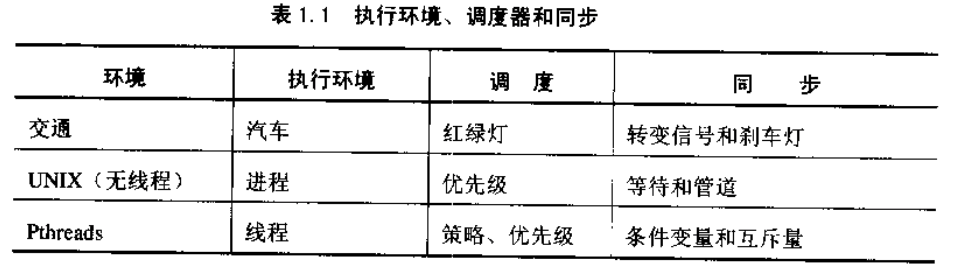 表 1.1 执行环境、调度器和同步
环境 执行环境 调 度 同 步
交通 汽车 红绿灯 转变信号和刹车灯
UNIX（无线程） 进程 优先级 等待和管道
Pthreads 线程 策略、优先级 条件变量和互斥量